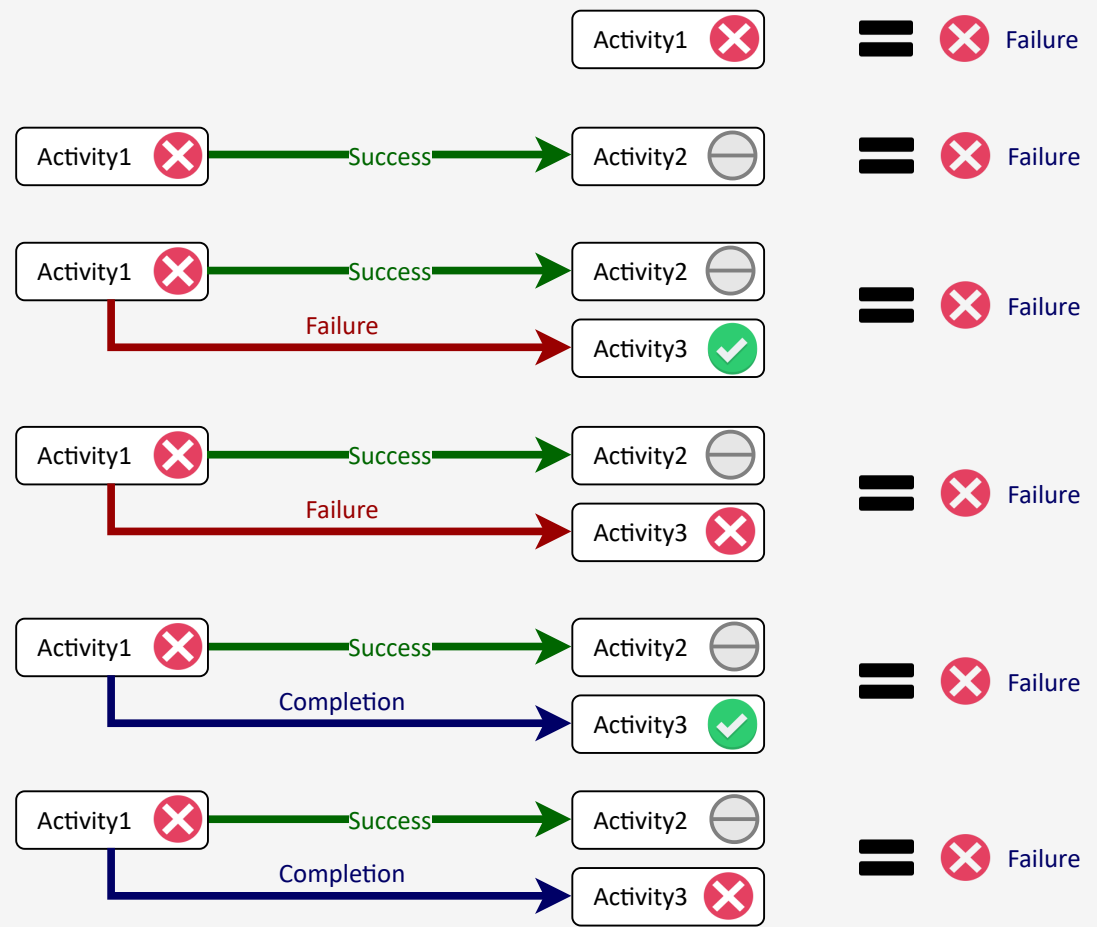 Activity1 Failure
Activity1 Success Activity2 Failure
Activity1 Success Activity2
Failure
Failure
Activity3
Activity1 Success Activity2
Failure
Failure
Activity3
Activity1 Success Activity2
Failure
Completion
Activity3
Activity1 Success Activity2
Failure
Completion
Activity3